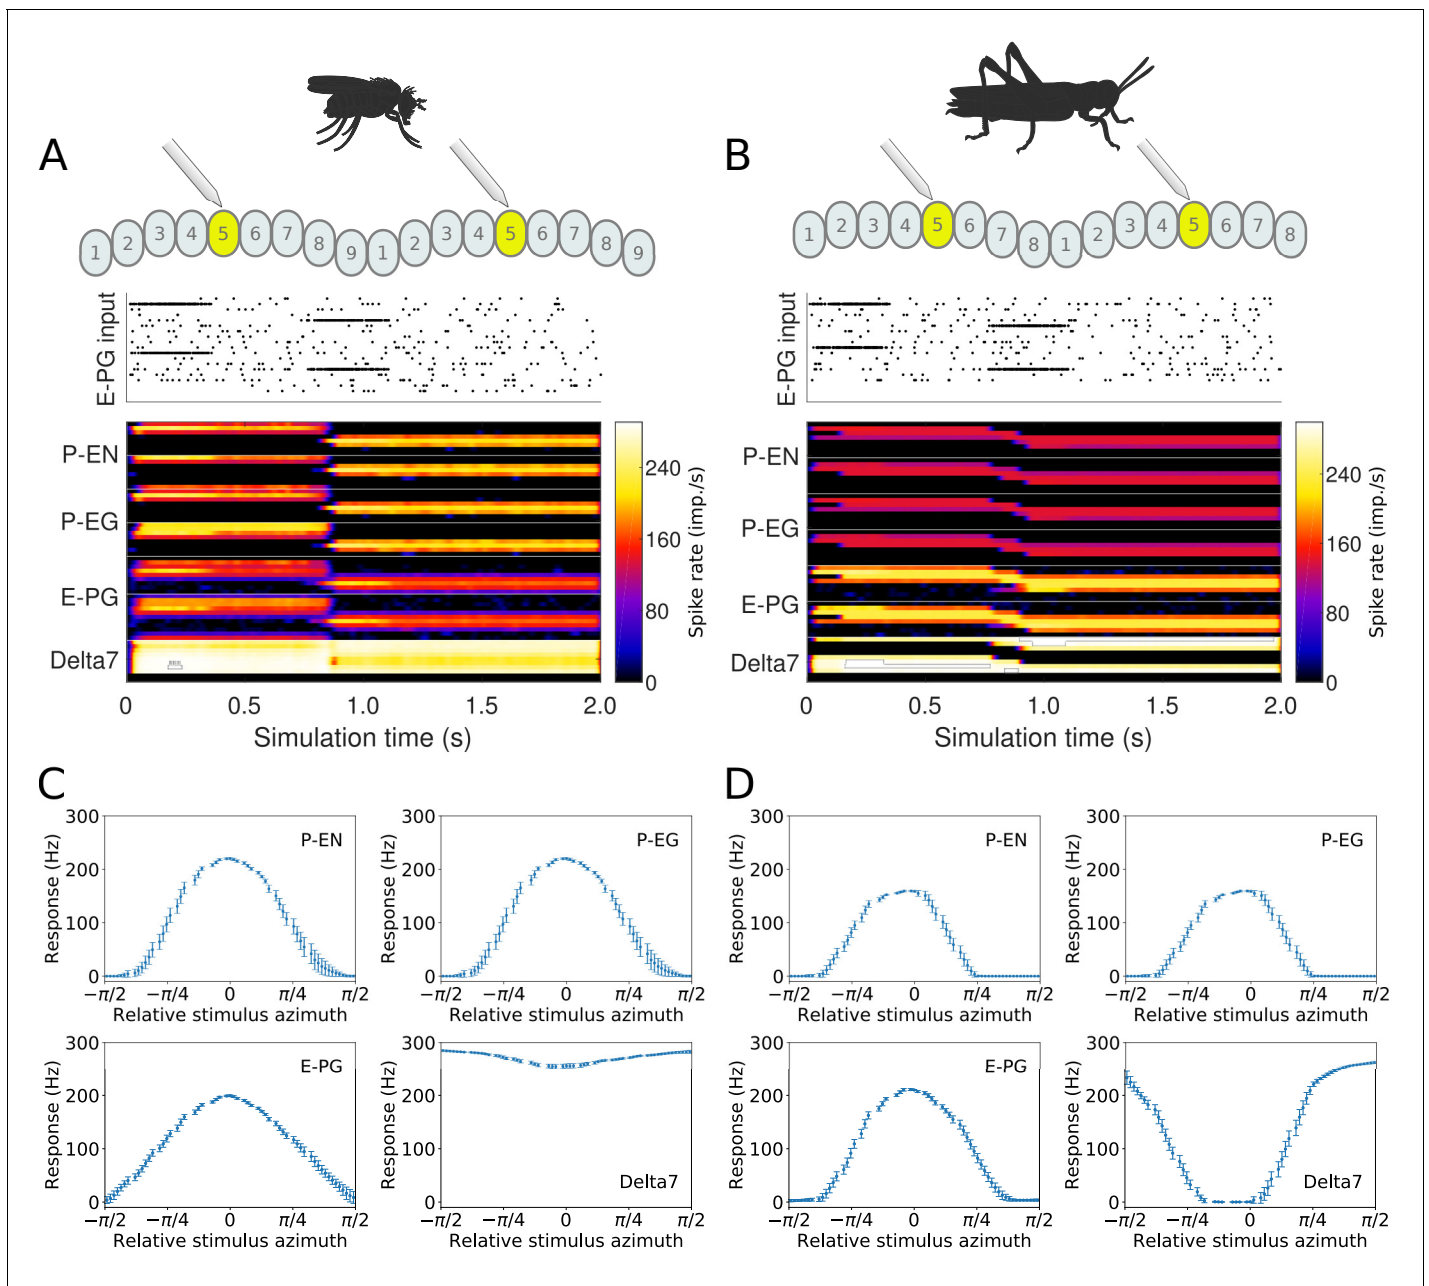 A
1 2 3 4 5 6 7 8 9 1 2 3 4 5 6 7 8 9
E-PG input
P-EN
P-EG
E-PG
Delta7
0 0.5 1.0 1.5 2.0
Simulation time (s)
240
160
80
0
Spike rate (imp./s)
B
1 2 3 4 5 6 7 8 1 2 3 4 5 6 7 8
E-PG input
P-EN
P-EG
E-PG
Delta7
0 0.5 1.0 1.5 2.0
Simulation time (s)
240
160
80
0
Spike rate (imp./s)
C
300
200
100
0
Response (Hz)
P-EN
−π/2 −π/4 0 π/4 π/2
Relative stimulus azimuth
300
200
100
0
Response (Hz)
P-EG
−π/2 −π/4 0 π/4 π/2
Relative stimulus azimuth
300
200
100
0
Response (Hz)
E-PG
−π/2 −π/4 0 π/4 π/2
Relative stimulus azimuth
300
200
100
0
Response (Hz)
Delta7
−π/2 −π/4 0 π/4 π/2
Relative stimulus azimuth
D
300
200
100
0
Response (Hz)
P-EN
−π/2 −π/4 0 π/4 π/2
Relative stimulus azimuth
300
200
100
0
Response (Hz)
P-EG
−π/2 −π/4 0 π/4 π/2
Relative stimulus azimuth
300
200
100
0
Response (Hz)
E-PG
−π/2 −π/4 0 π/4 π/2
Relative stimulus azimuth
300
200
100
0
Response (Hz)
Delta7
−π/2 −π/4 0 π/4 π/2
Relative stimulus azimuth